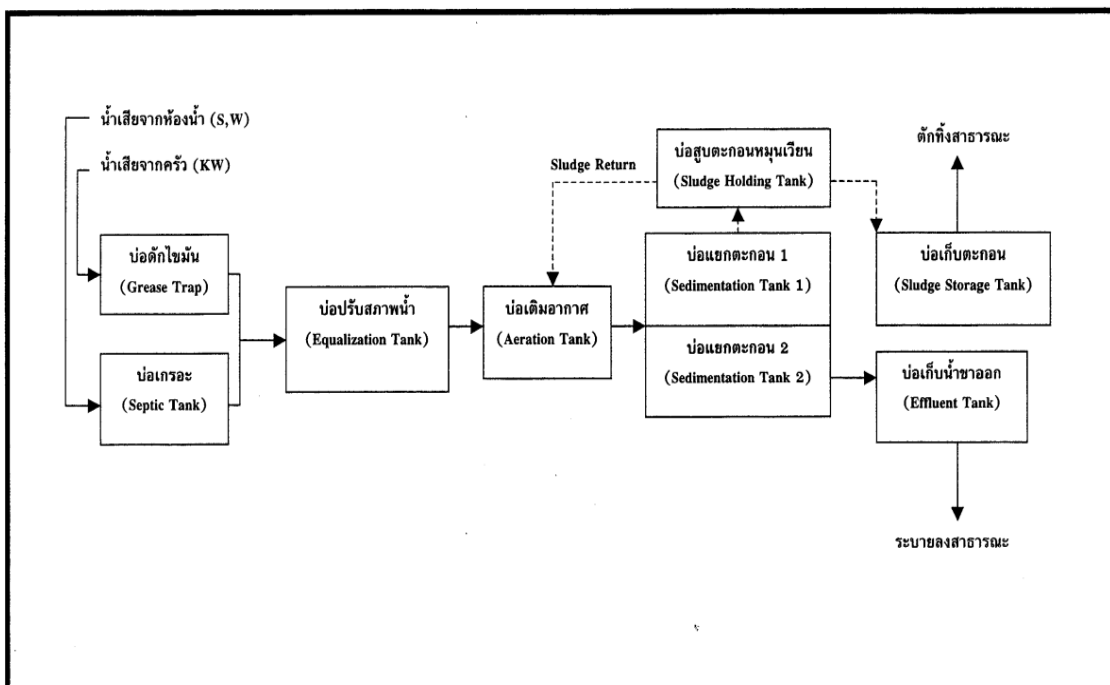 น้ำเสียจากห้องน้ำ (S,W)
น้ำเสียจากครัว (KW)
บ่อดักไขมัน
(Grease Trap)
บ่อเกรอะ
(Septic Tank)
บ่อปรับสภาพน้ำ
(Equalization Tank)
Sludge Return
บ่อเติมอากาศ
(Aeration Tank)
บ่อสูบตะกอนหมุนเวียน
(Sludge Holding Tank)
บ่อแยกตะกอน 1
(Sedimentation Tank 1)
บ่อแยกตะกอน 2
(Sedimentation Tank 2)
ตักทิ้งสาธารณะ
บ่อเก็บตะกอน
(Sludge Storage Tank)
บ่อเก็บน้ำขาออก
(Effluent Tank)
ระบายลงสาธารณะ